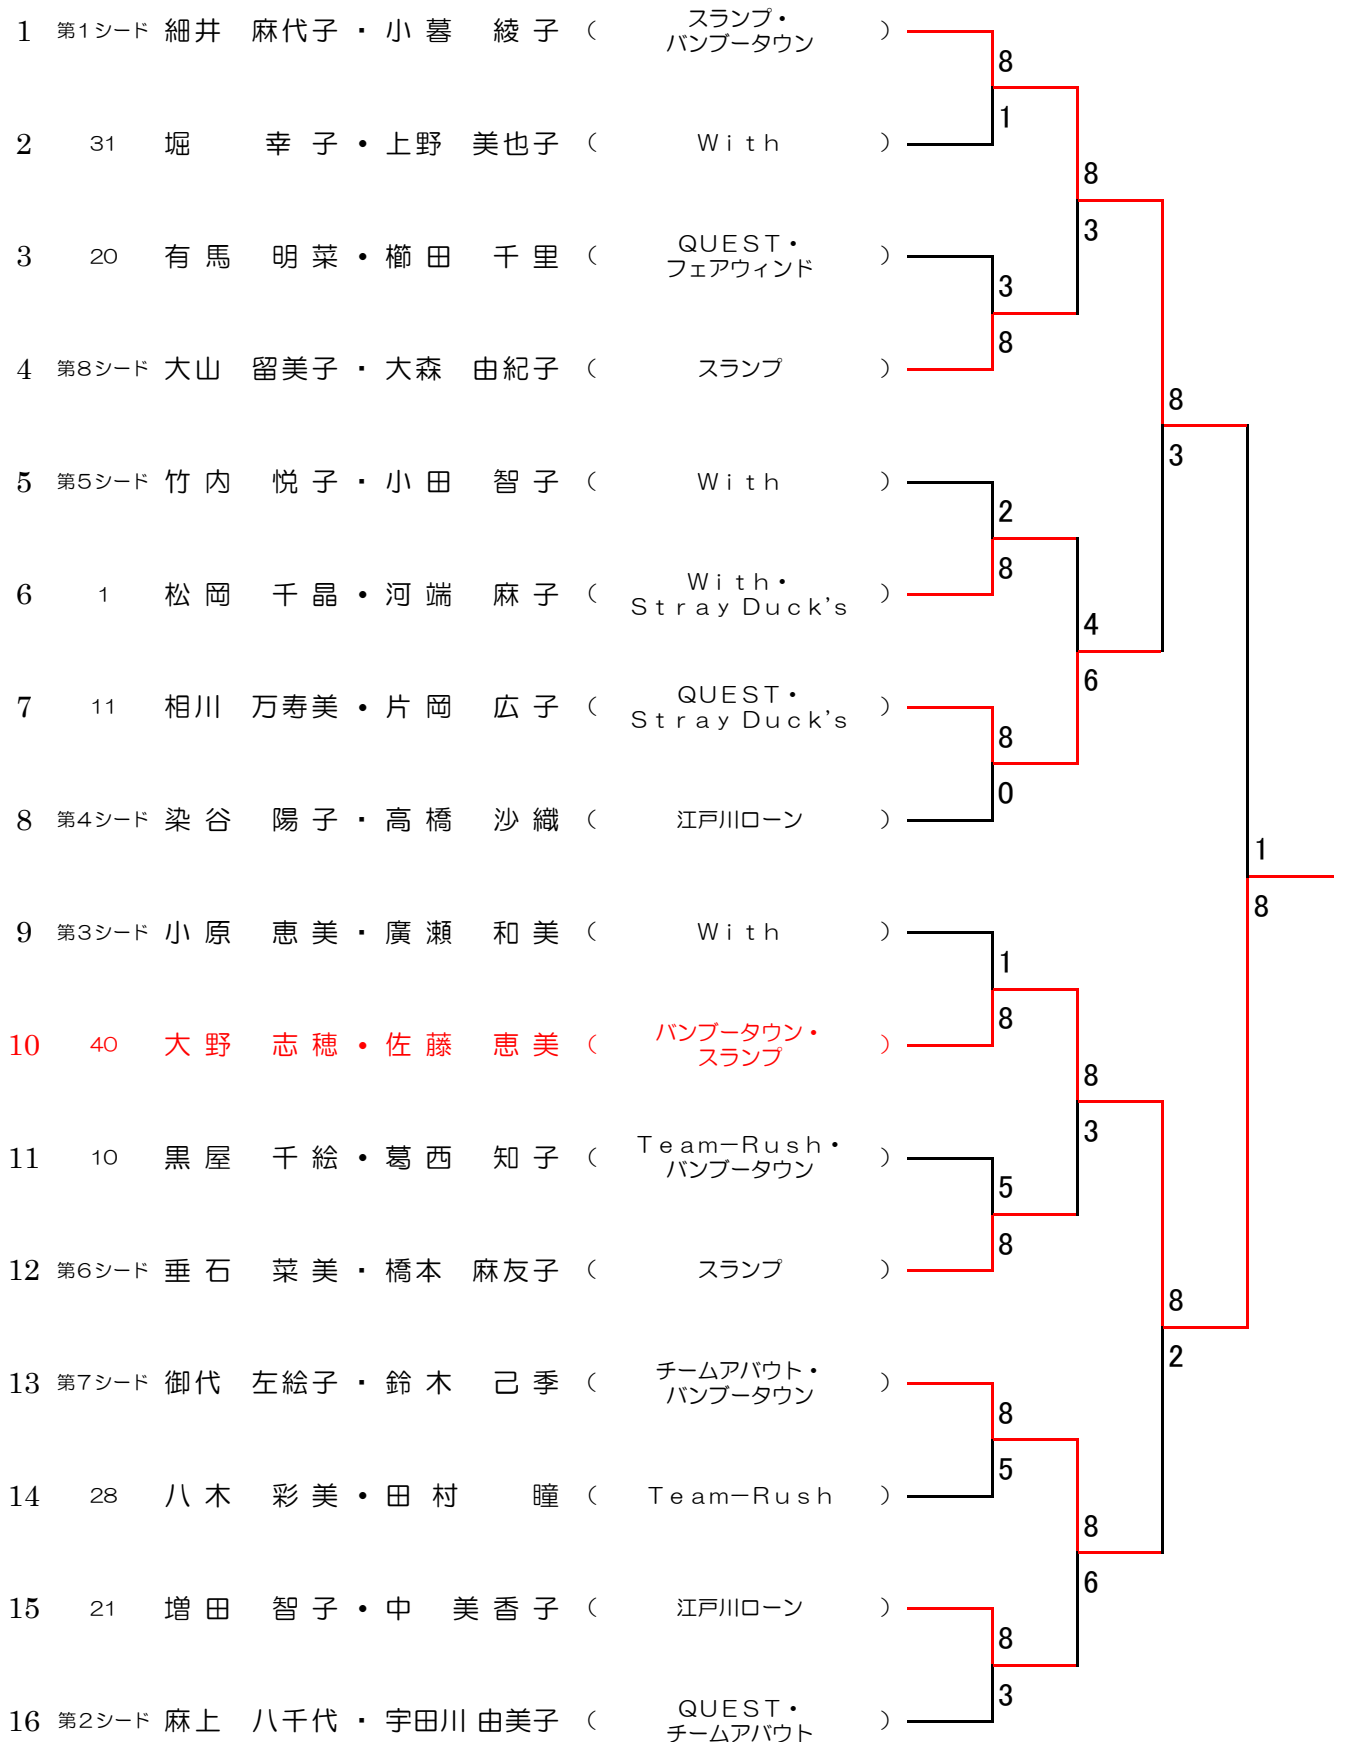 1 第1シード 細井 麻代子・小暮 綾子 （ スランプ・バンブータウン ）
8
1
2 31 堀 幸子・上野 美也子 （ Ｗｉｔｈ ）
8
3
3 20 有馬 明菜・櫛田 千里 （ QUEST・フェアウィンド ）
3
8
4 第8シード 大山 留美子・大森 由紀子 （ スランプ ）
8
3
5 第5シード 竹内 悦子・小田 智子 （ Ｗｉｔｈ ）
2
8
6 1 松岡 千晶・河端 麻子 （ Ｗｉｔｈ・Ｓｔｒａｙ Ｄｕｃｋ’ｓ ）
4
6
7 11 相川 万寿美・片岡 広子 （ QUEST・Ｓｔｒａｙ Ｄｕｃｋ’ｓ ）
8
0
8 第4シード 染谷 陽子・高橋 沙織 （ 江戸川ローン ）
1
8
9 第3シード 小原 恵美・廣瀬 和美 （ Ｗｉｔｈ ）
1
8
10 40 大野 志穂・佐藤 恵美 （ バンブータウン・スランプ ）
8
3
11 10 黒屋 千絵・葛西 知子 （ Ｔｅａｍ－Ｒｕｓｈ・バンブータウン ）
5
8
12 第6シード 垂石 菜美・橋本 麻友子 （ スランプ ）
8
2
13 第7シード 御代 左絵子・鈴木 己季 （ チームアバウト・バンブータウン ）
8
5
14 28 八木 彩美・田村 瞳 （ Ｔｅａｍ－Ｒｕｓｈ ）
8
6
15 21 増田 智子・中 美香子 （ 江戸川ローン ）
8
3
16 第2シード 麻上 八千代・宇田川 由美子 （ QUEST・チームアバウト ）